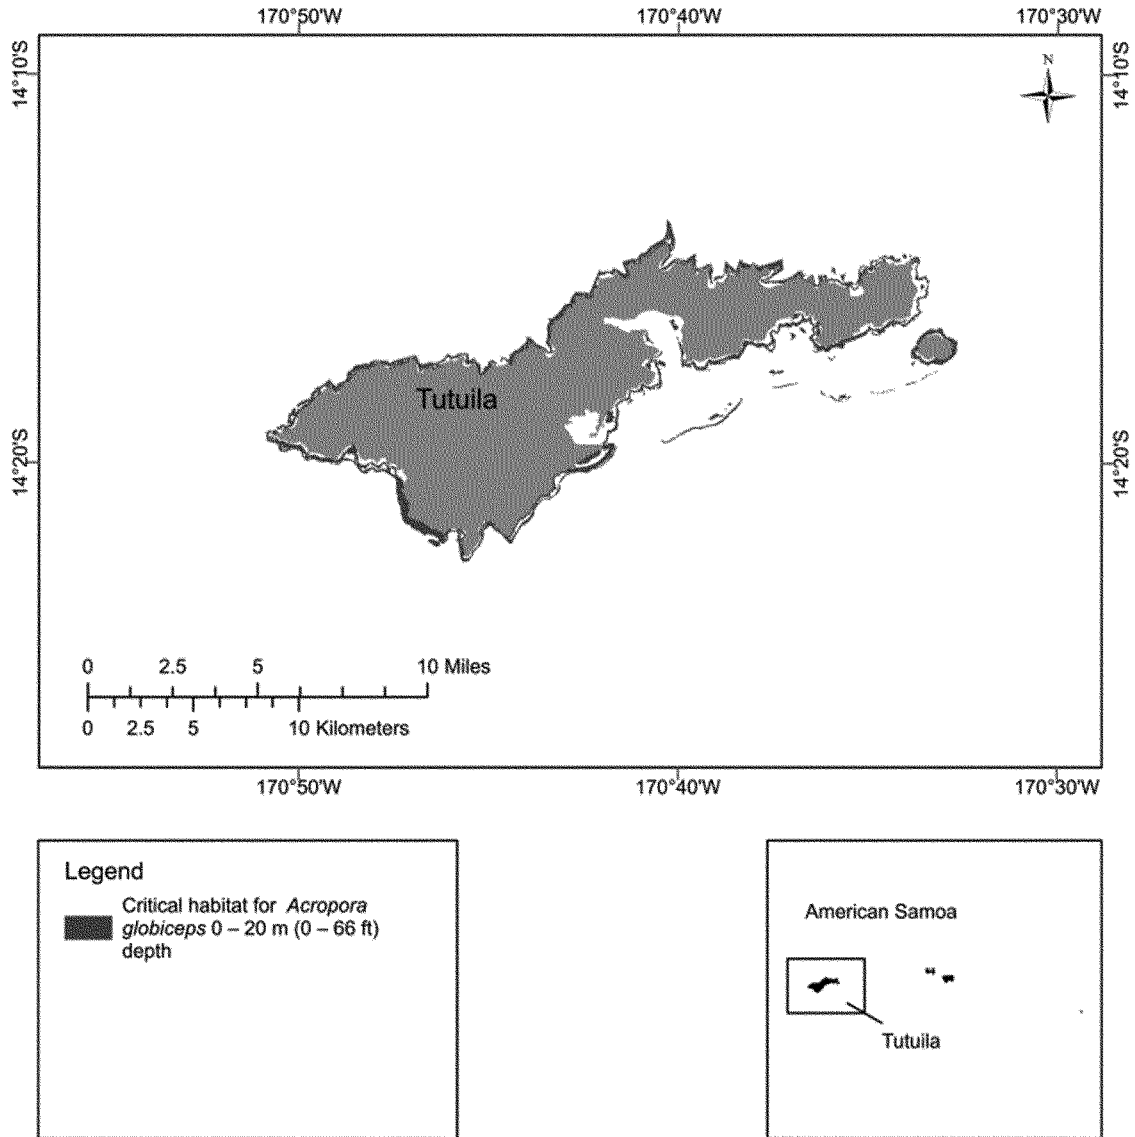 170°50'W 170°40'W 170°30'W
14°10'S 14°10'S
N
Tutuila
14°20'S 14°20'S
0 2.5 5 10 Miles
0 2.5 5 10 Kilometers
170°50'W 170°40'W 170°30'W
Legend
Critical habitat for Acropora
globiceps 0 – 20 m (0 – 66 ft)
depth
American Samoa
Tutuila